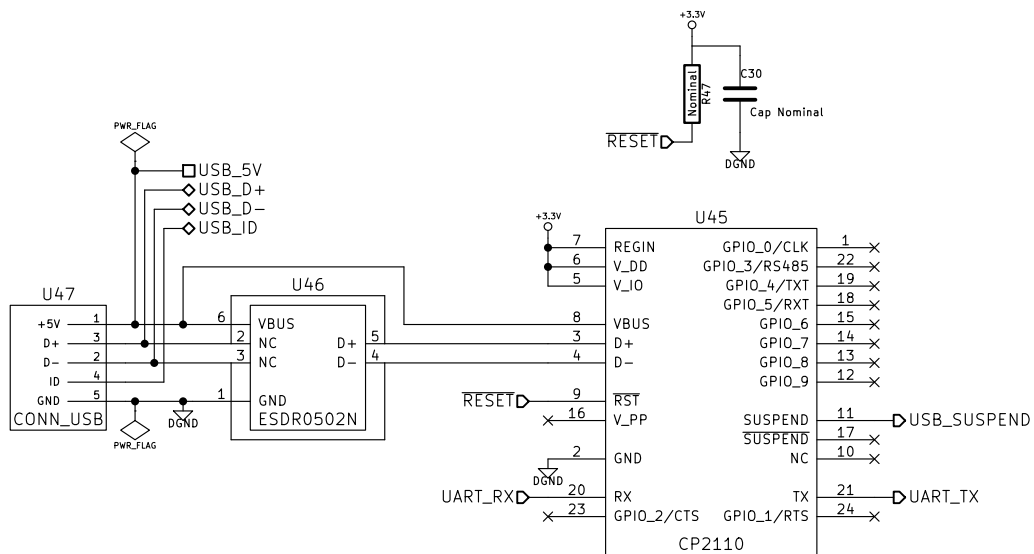 +3.3V
C30
Nominal
R47
Cap Nominal
RESET
DGND
PWR_FLAG
USB_5V
USB_D+
USB_D-
USB_ID
+3.3V
U45
7 REGIN GPIO_0/CLK 1
6 V_DD GPIO_3/RS485 22
5 V_IO GPIO_4/TXT 19
GPIO_5/RXT 18
U47
U46
+5V 1 6 VBUS 8 VBUS GPIO_6 15
D+ 3 2 NC D+ 5 3 D+ GPIO_7 14
D- 2 3 NC D- 4 4 D- GPIO_8 13
ID 4 GPIO_9 12
GND 5 1 GND RESET 9 RST
CONN_USB DGND ESDR0502N 16 V_PP SUSPEND 11 USB_SUSPEND
PWR_FLAG
SUSPEND 17
DGND 2 GND NC 10
UART_RX 20 RX TX 21 UART_TX
23 GPIO_2/CTS GPIO_1/RTS 24
CP2110